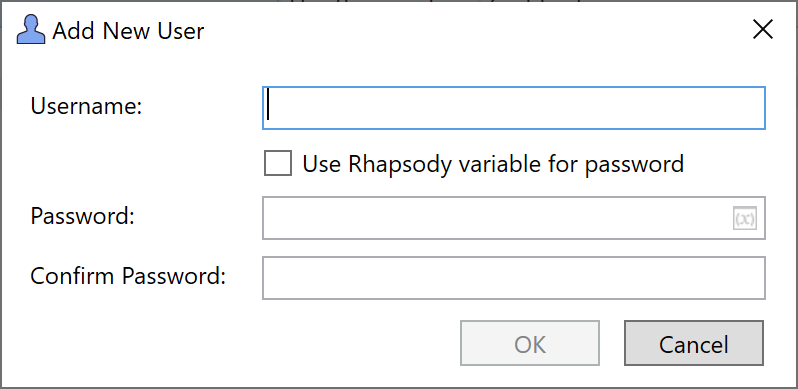 Add New User
Username:
Use Rhapsody variable for password
Password:
(x)
Confirm Password:
OK
Cancel